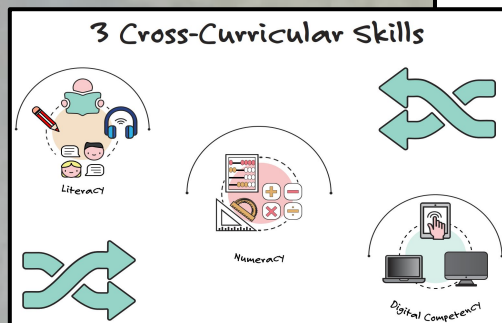 3 Cross-Curricular Skills
Literacy
Numeracy
Digital Competency